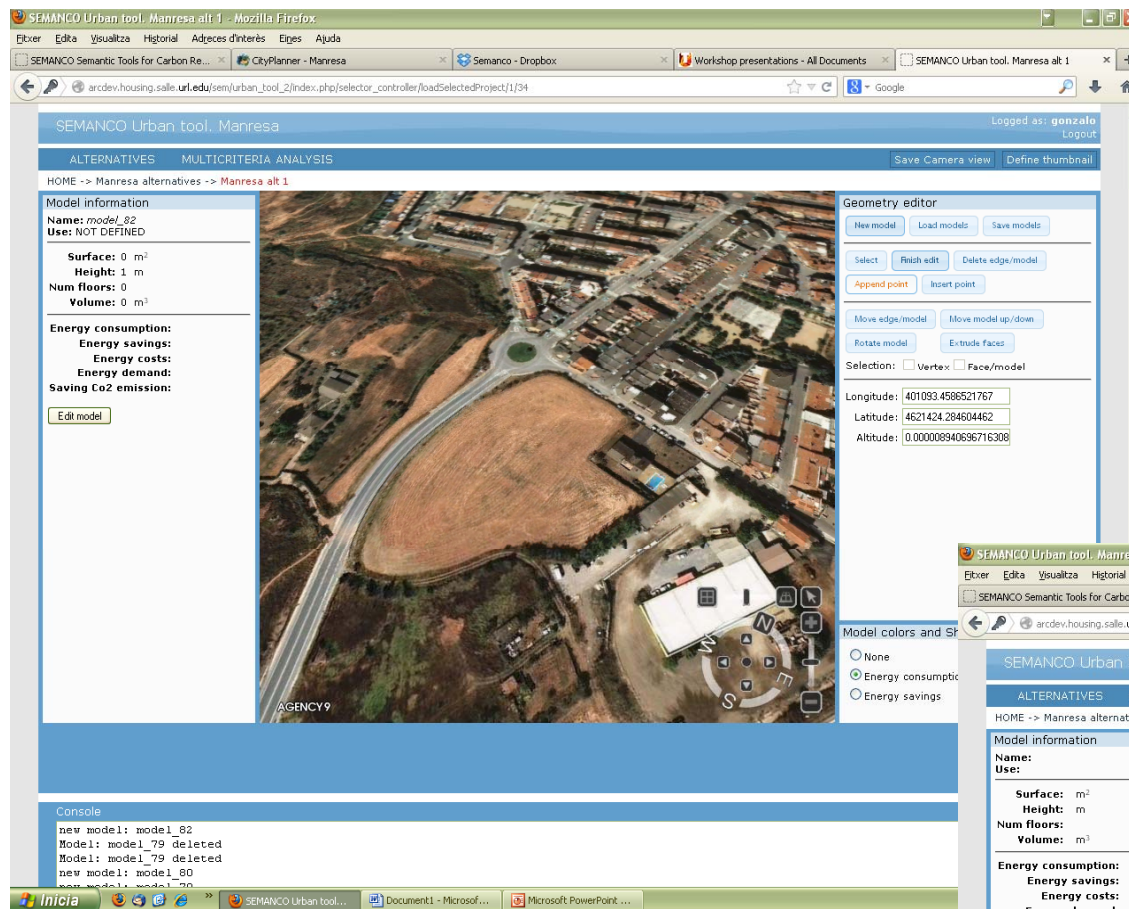 SEMANCO Urban tool. Manresa alt 1 - Mozilla Firefox
Fitxer Edita Visualitza Historial Adreces d'interès Eines Ajuda
SEMANCO Semantic Tools for Carbon Re... CityPlanner - Manresa Semanco - Dropbox Workshop presentations - All Documents SEMANCO Urban tool. Manresa alt 1
arcdev.housing.salle.url.edu/sem/urban_tool_2/index.php/selector_controller/loadSelectedProject/1/34 Google
SEMANCO Urban tool. Manresa
Logged as: gonzalo
Logout
ALTERNATIVES MULTICRITERIA ANALYSIS Save Camera view Define thumbnail
HOME -> Manresa alternatives -> Manresa alt 1
Model information
Name: model_82
Use: NOT DEFINED
Surface: 0 m²
Height: 1 m
Num floors: 0
Volume: 0 m³
Energy consumption:
Energy savings:
Energy costs:
Energy demand:
Saving Co2 emission:
Edit model
N
E
S
W
AGENCY9
Geometry editor
New model Load models Save models
Select Finish edit Delete edge/model
Append point Insert point
Move edge/model Move model up/down
Rotate model Extrude faces
Selection: Vertex Face/model
Longitude: 401093.4586521767
Latitude: 4621424.284604462
Altitude: 0.000008940696716308
Model colors and Sh
None
Energy consumptio
Energy savings
Console
new model: model_82
Model: model_79 deleted
Model: model_79 deleted
new model: model_80
new model: model_79
SEMANCO Urban tool. Manre
Fitxer Edita Visualitza Historial
SEMANCO Semantic Tools for Carbo
arcdev.housing.salle.u
SEMANCO Urban
ALTERNATIVES
HOME -> Manresa alternat
Model information
Name:
Use:
Surface: m²
Height: m
Num floors:
Volume: m³
Energy consumption:
Energy savings:
Energy costs:
Inicia » SEMANCO Urban tool... Document1 - Microsof... Microsoft PowerPoint ...